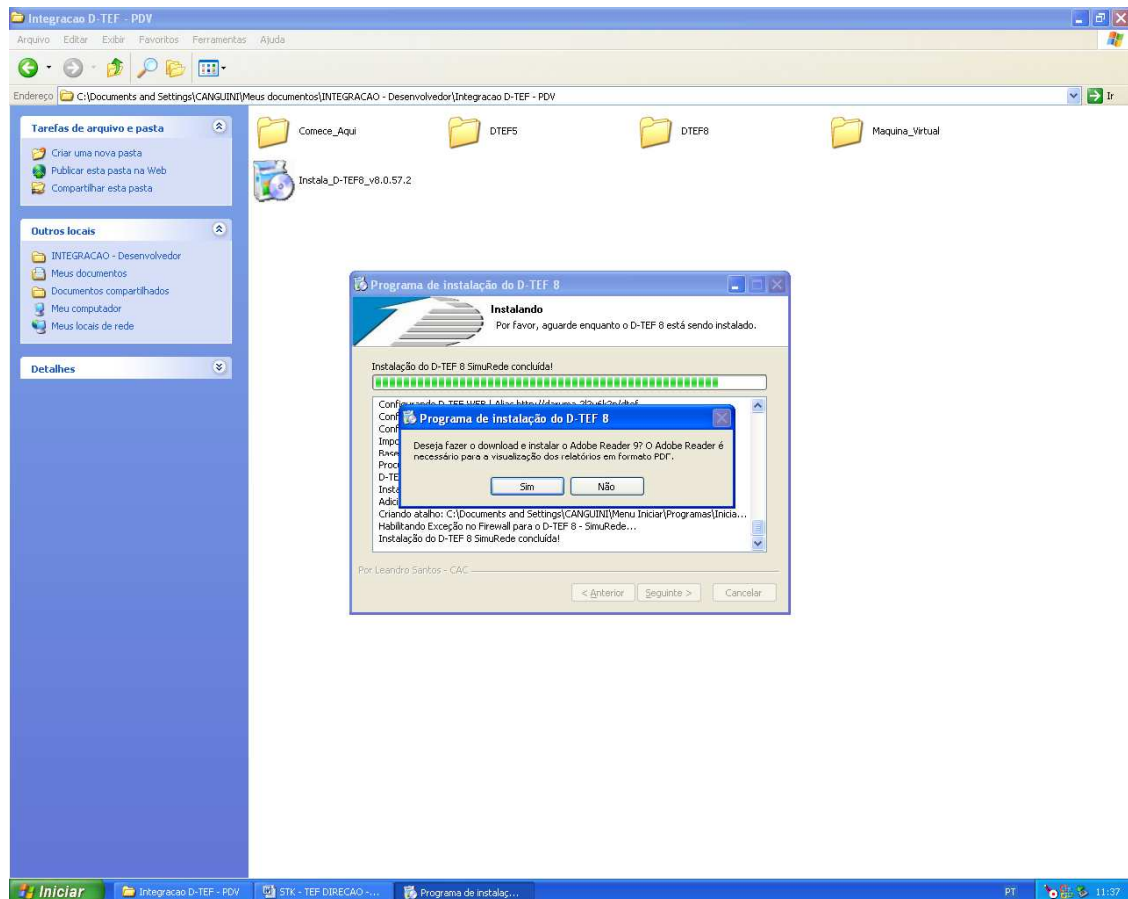 Integracao D-TEF - PDV
Arquivo Editar Exibir Favoritos Ferramentas Ajuda
Endereço C:\Documents and Settings\CANGUINI\Meus documentos\INTEGRACAO - Desenvolvedor\Integracao D-TEF - PDV Ir
Tarefas de arquivo e pasta
Criar uma nova pasta
Publicar esta pasta na Web
Compartilhar esta pasta
Outros locais
INTEGRACAO - Desenvolvedor
Meus documentos
Documentos compartilhados
Meu computador
Meus locais de rede
Detalhes
Comece_Aqui DTEF5 DTEF8 Maquina_Virtual
Instala_D-TEF8_v8.0.57.2
Programa de instalação do D-TEF 8
Instalando
Por favor, aguarde enquanto o D-TEF 8 está sendo instalado.
Instalação do D-TEF 8 SimuRede concluída!
Programa de instalação do D-TEF 8
Deseja fazer o download e instalar o Adobe Reader 9? O Adobe Reader é
necessário para a visualização dos relatórios em formato PDF.
Sim Não
Criando atalho: C:\Documents and Settings\CANGUINI\Menu Iniciar\Programas\Inicia...
Habilitando Exceção no Firewall para o D-TEF 8 - SimuRede...
Instalação do D-TEF 8 SimuRede concluída!
Por Leandro Santos - CAC
< Anterior Seguinte > Cancelar
Iniciar Integracao D-TEF - PDV STK - TEF DIRECAO -... Programa de instalaç... PT 11:37